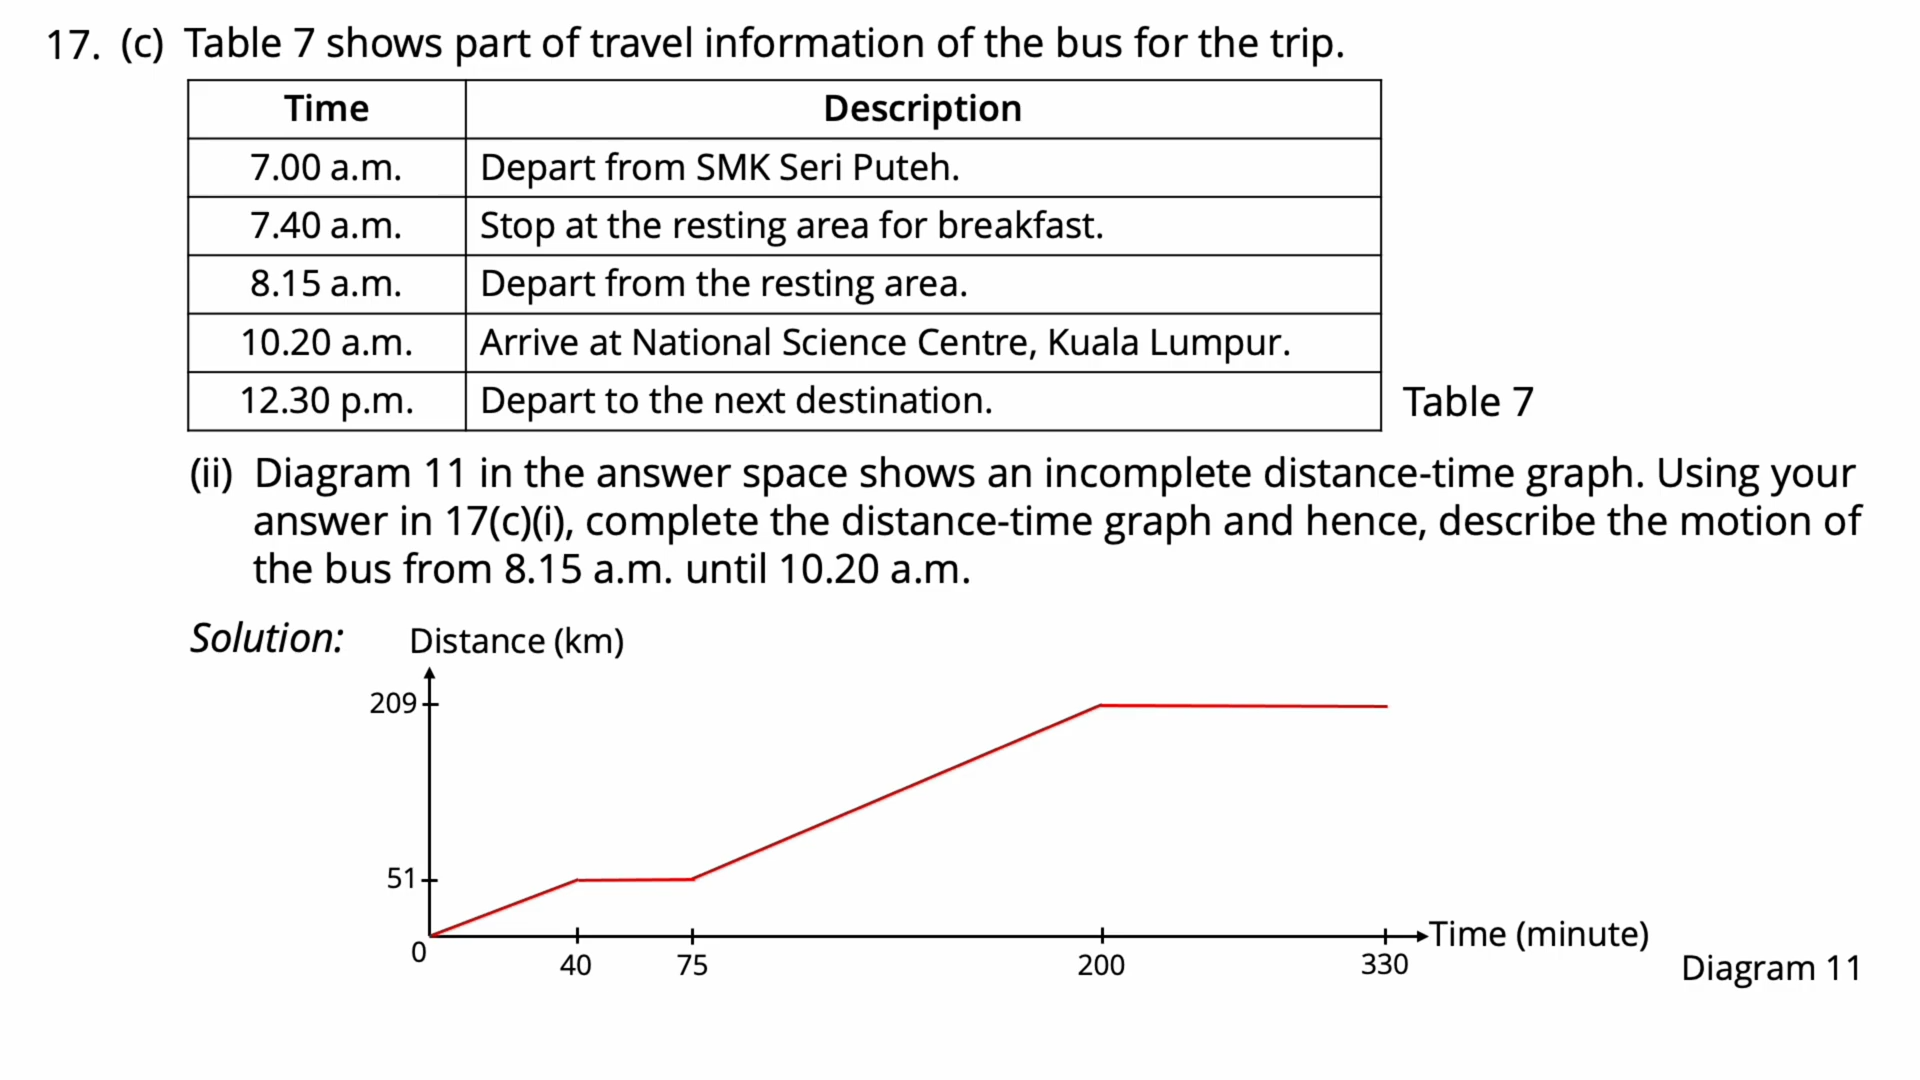 17. (c) Table 7 shows part of travel information of the bus for the trip.
Time Description
7.00 a.m. Depart from SMK Seri Puteh.
7.40 a.m. Stop at the resting area for breakfast.
8.15 a.m. Depart from the resting area.
10.20 a.m. Arrive at National Science Centre, Kuala Lumpur.
12.30 p.m. Depart to the next destination.
Table 7
(ii) Diagram 11 in the answer space shows an incomplete distance-time graph. Using your
answer in 17(c)(i), complete the distance-time graph and hence, describe the motion of
the bus from 8.15 a.m. until 10.20 a.m.
Solution:
Distance (km)
209
51
0
40 75 200 330
Time (minute)
Diagram 11